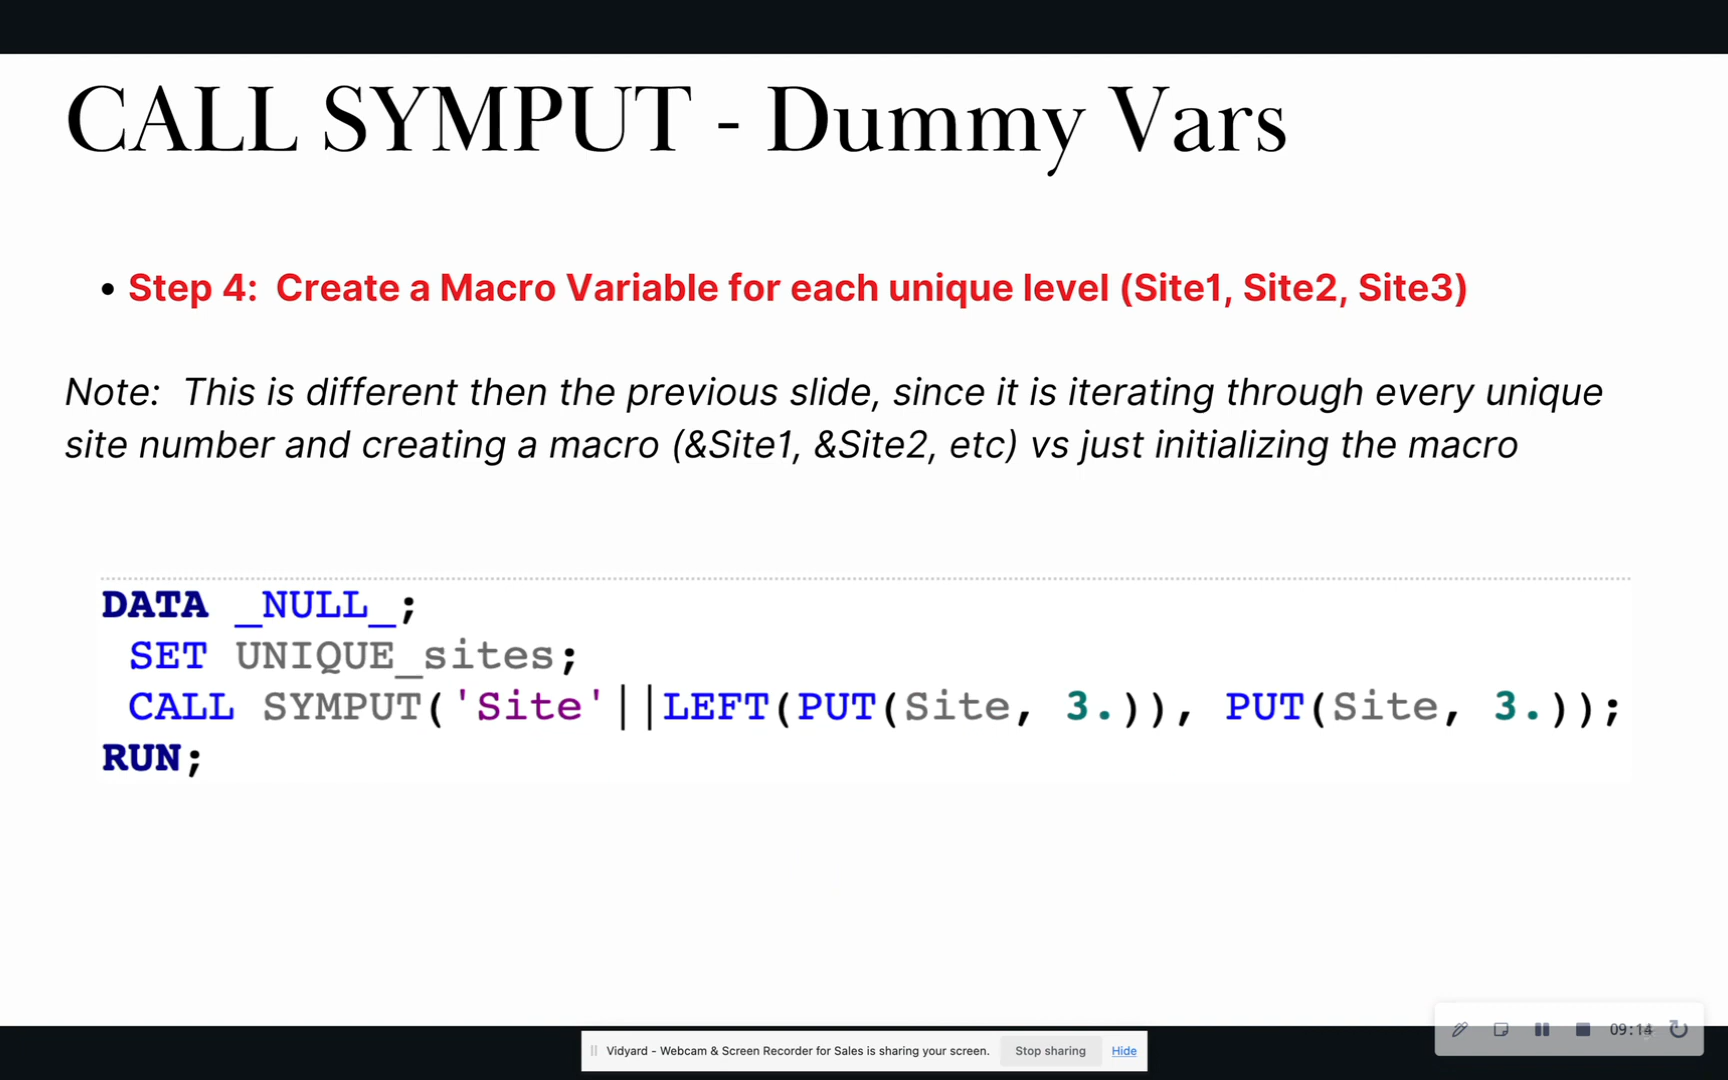 CALL SYMPUT - Dummy Vars
• Step 4:  Create a Macro Variable for each unique level (Site1, Site2, Site3)
Note:  This is different then the previous slide, since it is iterating through every unique
site number and creating a macro (&Site1, &Site2, etc) vs just initializing the macro
DATA _NULL_;
SET UNIQUE_sites;
CALL SYMPUT('Site'||LEFT(PUT(Site, 3.)), PUT(Site, 3.));
RUN;
09:14
Vidyard - Webcam & Screen Recorder for Sales is sharing your screen. Stop sharing Hide